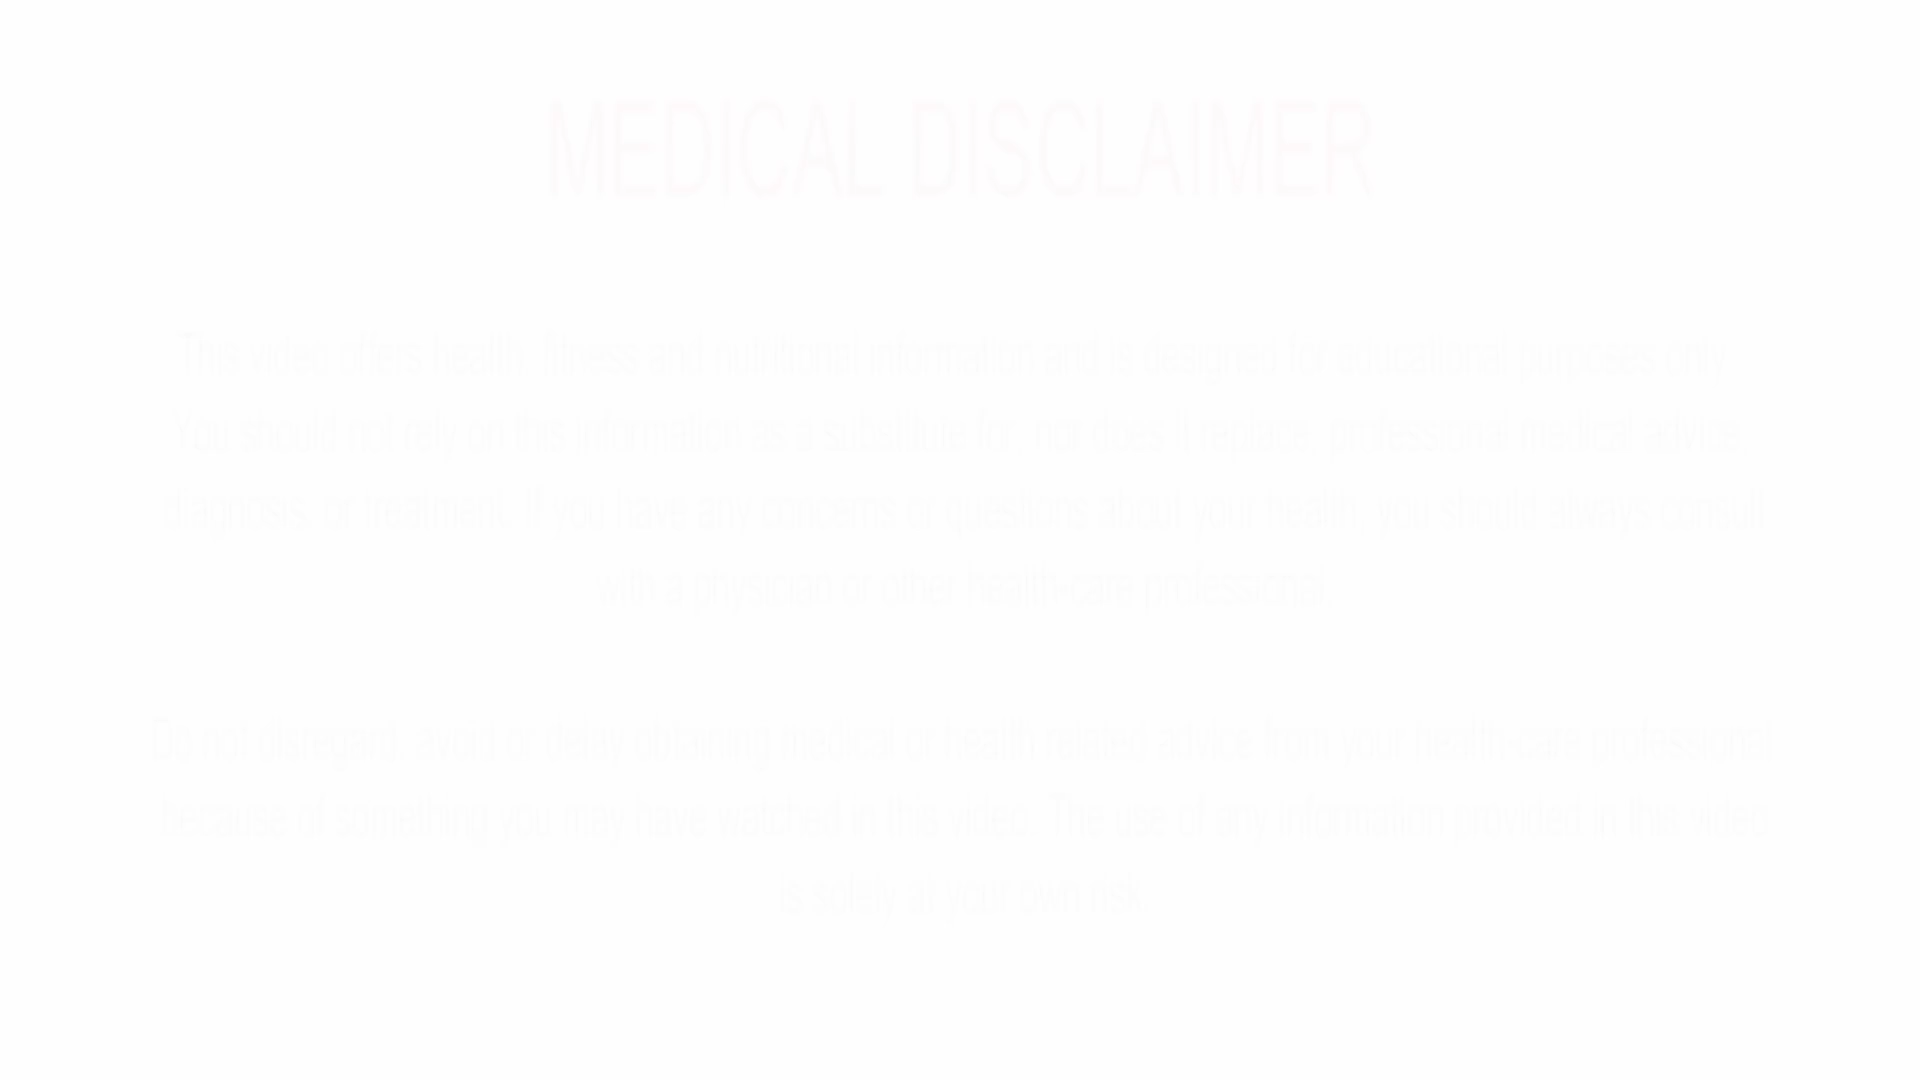 MEDICAL DISCLAIMER
This video offers health, fitness and nutritional information and is designed for educational purposes only.
You should not rely on this information as a substitute for, nor does it replace, professional medical advice,
diagnosis, or treatment. If you have any concerns or questions about your health, you should always consult
with a physician or other health-care professional.
Do not disregard, avoid or delay obtaining medical or health related advice from your health-care professional
because of something you may have watched in this video. The use of any information provided in this video
is solely at your own risk.